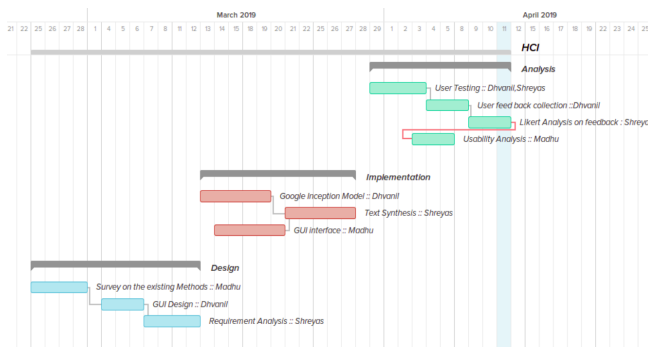 March 2019 April 2019
21 22 25 26 27 28 1 4 5 6 7 8 11 12 13 14 15 18 19 20 21 22 25 26 27 28 29 1 2 3 4 5 8 9 10 11 12 15 16 17 18 19 22 23 24 25
HCI
Analysis
User Testing :: Dhvanil,Shreyas
User feed back collection ::Dhvanil
Likert Analysis on feedback : Shreya
Usability Analysis :: Madhu
Implementation
Google Inception Model :: Dhvanil
Text Synthesis :: Shreyas
GUI interface :: Madhu
Design
Survey on the existing Methods :: Madhu
GUI Design :: Dhvanil
Requirement Analysis :: Shreyas